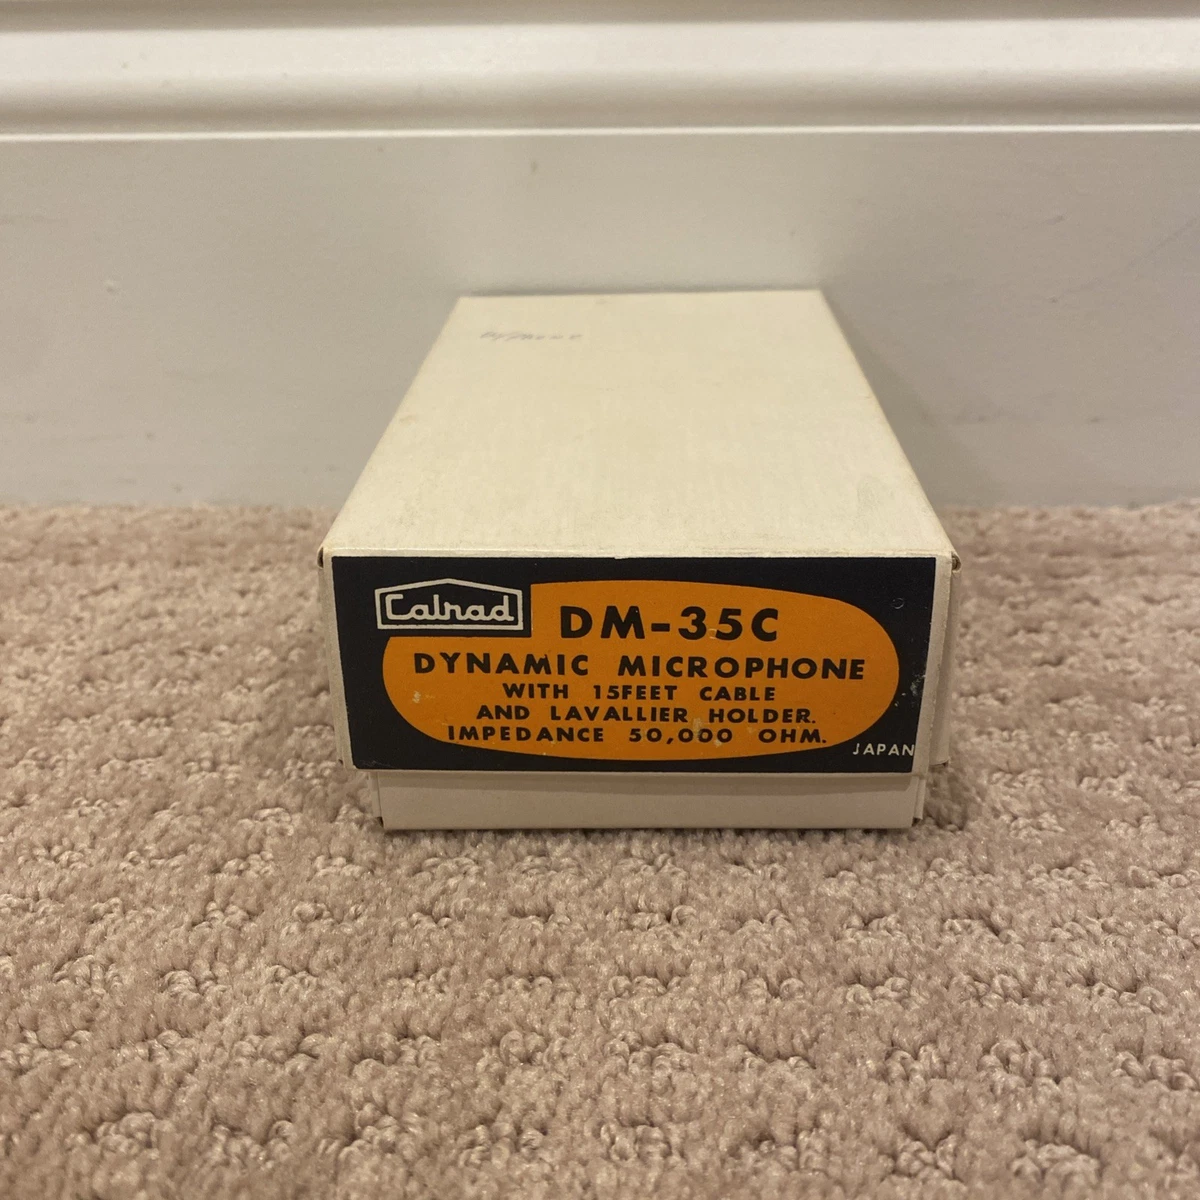 Calrad
DM-35C
DYNAMIC MICROPHONE
WITH 15FEET CABLE
AND LAVALLIER HOLDER.
IMPEDANCE 50,000 OHM.
JAPAN